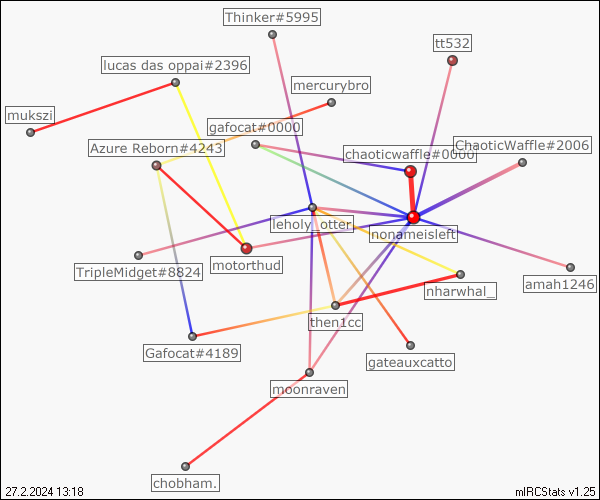 Thinker#5995
tt532
lucas das oppai#2396
mercurybro
mukszi
gafocat#0000
Azure Reborn#4243
chaoticwaffle#0000
ChaoticWaffle#2006
leholy_otter
nonameisleft
TripleMidget#8824
motorthud
nharwhal_
amah1246
then1cc
Gafocat#4189
gateauxcatto
moonraven
chobham.
27.2.2024 13:18
mIRCStats v1.25